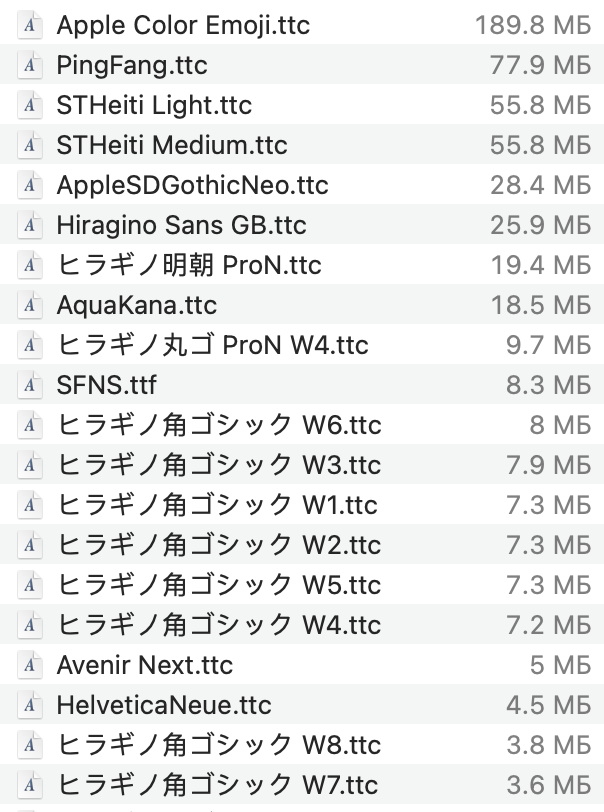 Apple Color Emoji.ttc 189.8 МБ
PingFang.ttc 77.9 МБ
STHeiti Light.ttc 55.8 МБ
STHeiti Medium.ttc 55.8 МБ
AppleSDGothicNeo.ttc 28.4 МБ
Hiragino Sans GB.ttc 25.9 МБ
ヒラギノ明朝 ProN.ttc 19.4 МБ
AquaKana.ttc 18.5 МБ
ヒラギノ丸ゴ ProN W4.ttc 9.7 МБ
SFNS.ttf 8.3 МБ
ヒラギノ角ゴシック W6.ttc 8 МБ
ヒラギノ角ゴシック W3.ttc 7.9 МБ
ヒラギノ角ゴシック W1.ttc 7.3 МБ
ヒラギノ角ゴシック W2.ttc 7.3 МБ
ヒラギノ角ゴシック W5.ttc 7.3 МБ
ヒラギノ角ゴシック W4.ttc 7.2 МБ
Avenir Next.ttc 5 МБ
HelveticaNeue.ttc 4.5 МБ
ヒラギノ角ゴシック W8.ttc 3.8 МБ
ヒラギノ角ゴシック W7.ttc 3.6 МБ